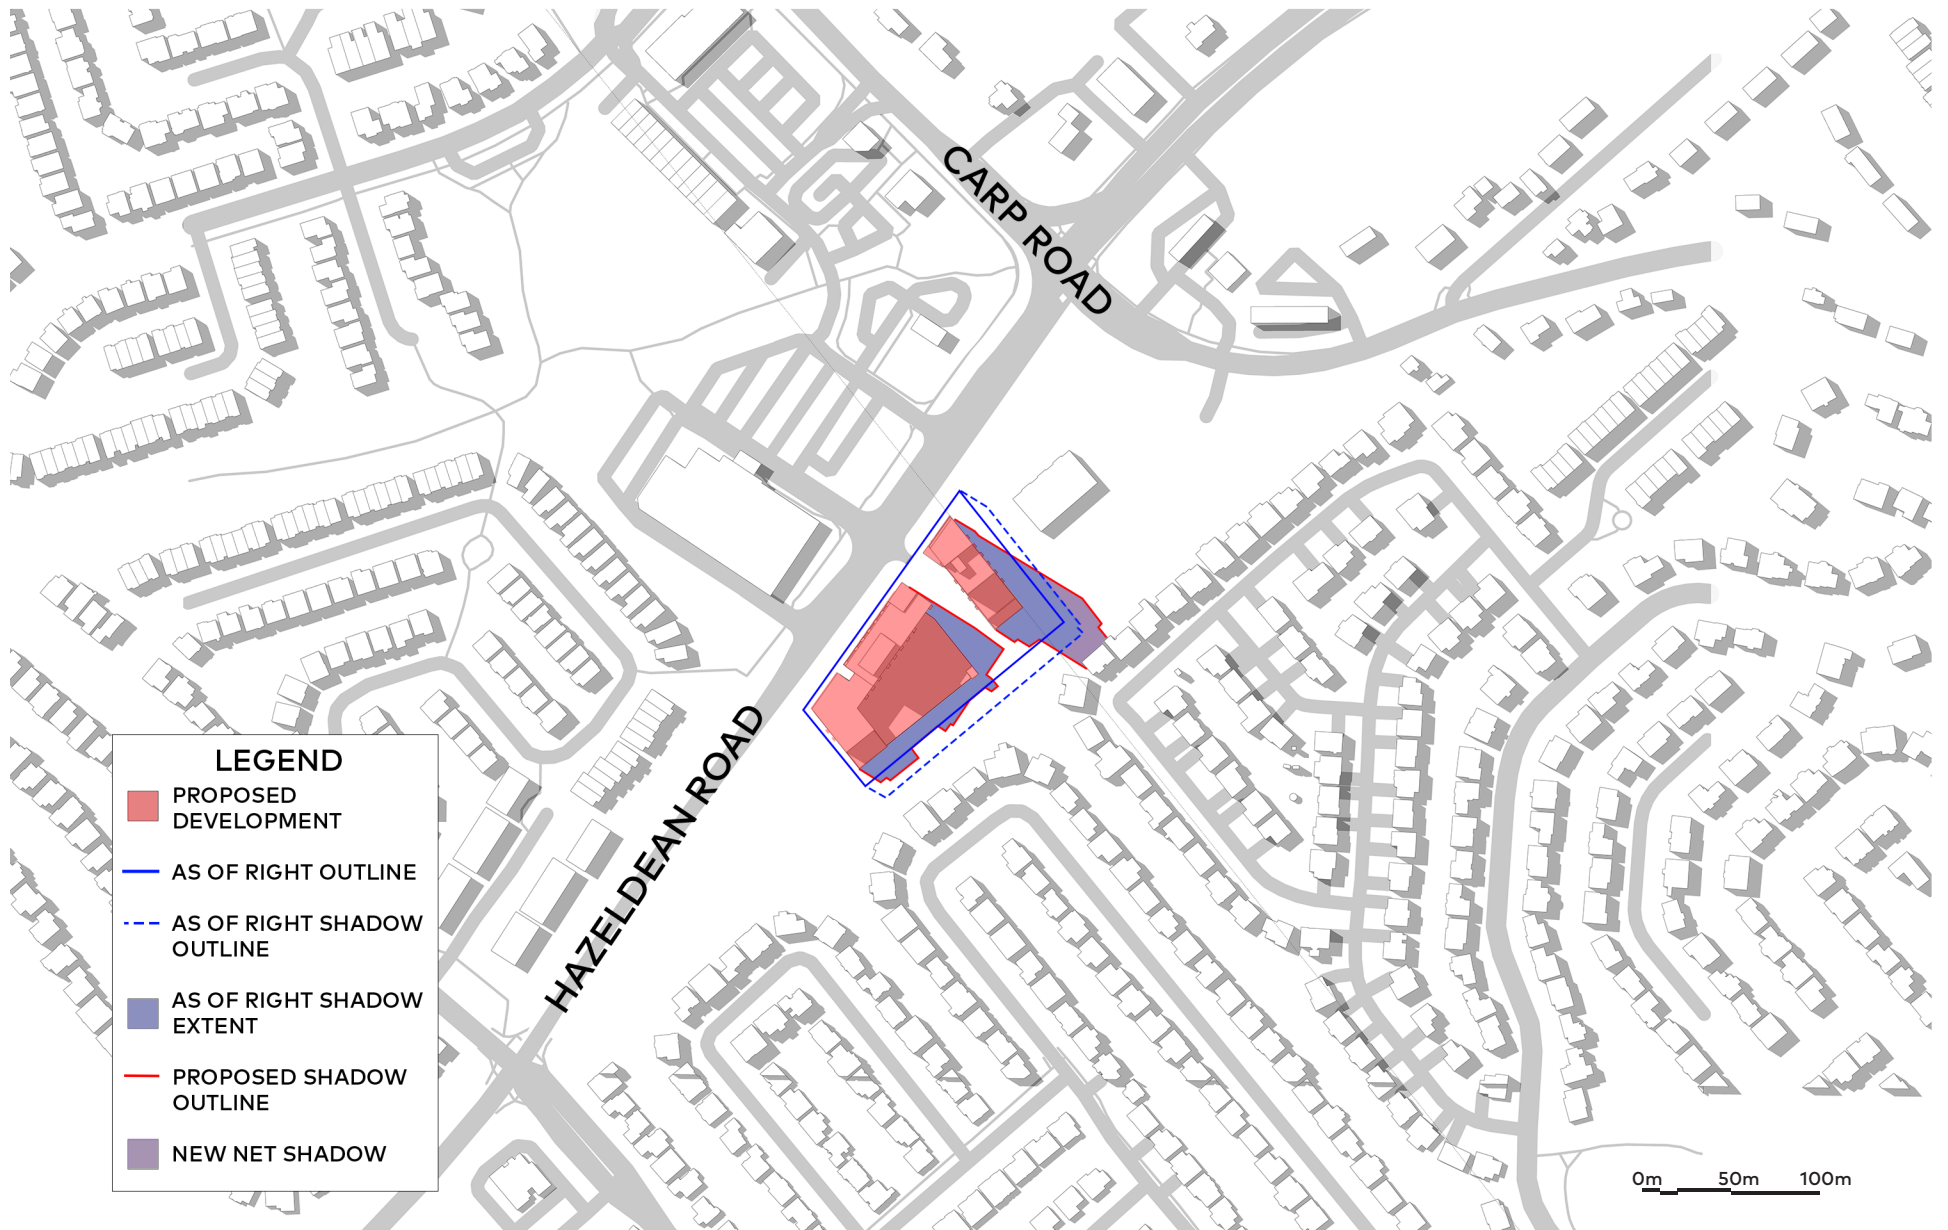 CARP ROAD
HAZELDEAN ROAD
LEGEND
PROPOSED
DEVELOPMENT
AS OF RIGHT OUTLINE
AS OF RIGHT SHADOW
OUTLINE
AS OF RIGHT SHADOW
EXTENT
PROPOSED SHADOW
OUTLINE
NEW NET SHADOW
0m 50m 100m